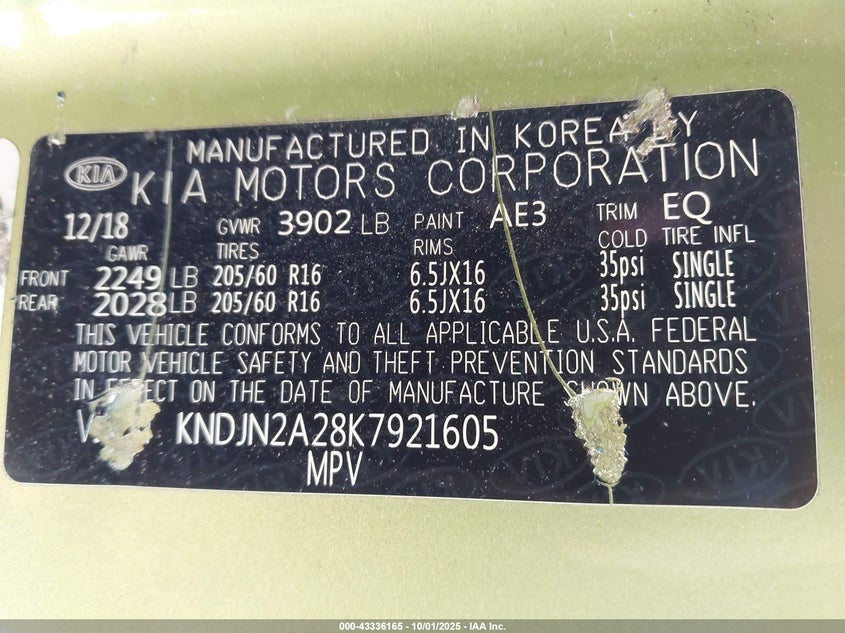 MANUFACTURED IN KOREA BY
KIA KIA MOTORS CORPORATION
12/18 GVWR 3902 LB PAINT AE3 TRIM EQ
GAWR TIRES RIMS COLD TIRE INFL
FRONT 2249 LB 205/60 R16 6.5JX16 35psi SINGLE
REAR 2028 LB 205/60 R16 6.5JX16 35psi SINGLE
THIS VEHICLE CONFORMS TO ALL APPLICABLE U.S.A. FEDERAL
MOTOR VEHICLE SAFETY AND THEFT PREVENTION STANDARDS
IN EFFECT ON THE DATE OF MANUFACTURE SHOWN ABOVE.
KNDJN2A28K7921605
MPV
000-43336165 - 10/01/2025 - IAA Inc.